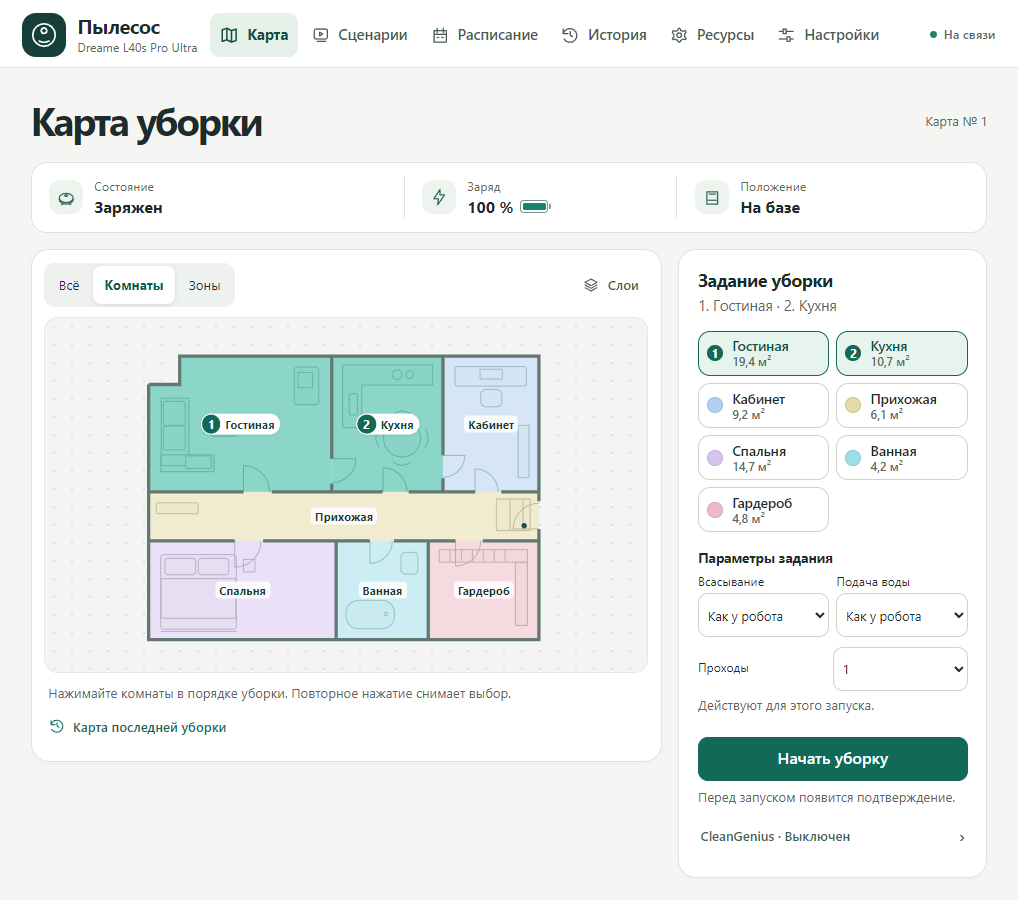 Пылесос
Dreame L40s Pro Ultra
Карта
Сценарии
Расписание
История
Ресурсы
Настройки
На связи
Карта уборки
Карта № 1
Состояние
Заряжен
Заряд
100 %
Положение
На базе
Всё
Комнаты
Зоны
Слои
1 Гостиная
2 Кухня
Кабинет
Прихожая
Спальня
Ванная
Гардероб
Нажимайте комнаты в порядке уборки. Повторное нажатие снимает выбор.
Карта последней уборки
Задание уборки
1. Гостиная · 2. Кухня
1 Гостиная
19,4 м²
2 Кухня
10,7 м²
Кабинет
9,2 м²
Прихожая
6,1 м²
Спальня
14,7 м²
Ванная
4,2 м²
Гардероб
4,8 м²
Параметры задания
Всасывание
Подача воды
Как у робота
Как у робота
Проходы
1
Действуют для этого запуска.
Начать уборку
Перед запуском появится подтверждение.
CleanGenius · Выключен